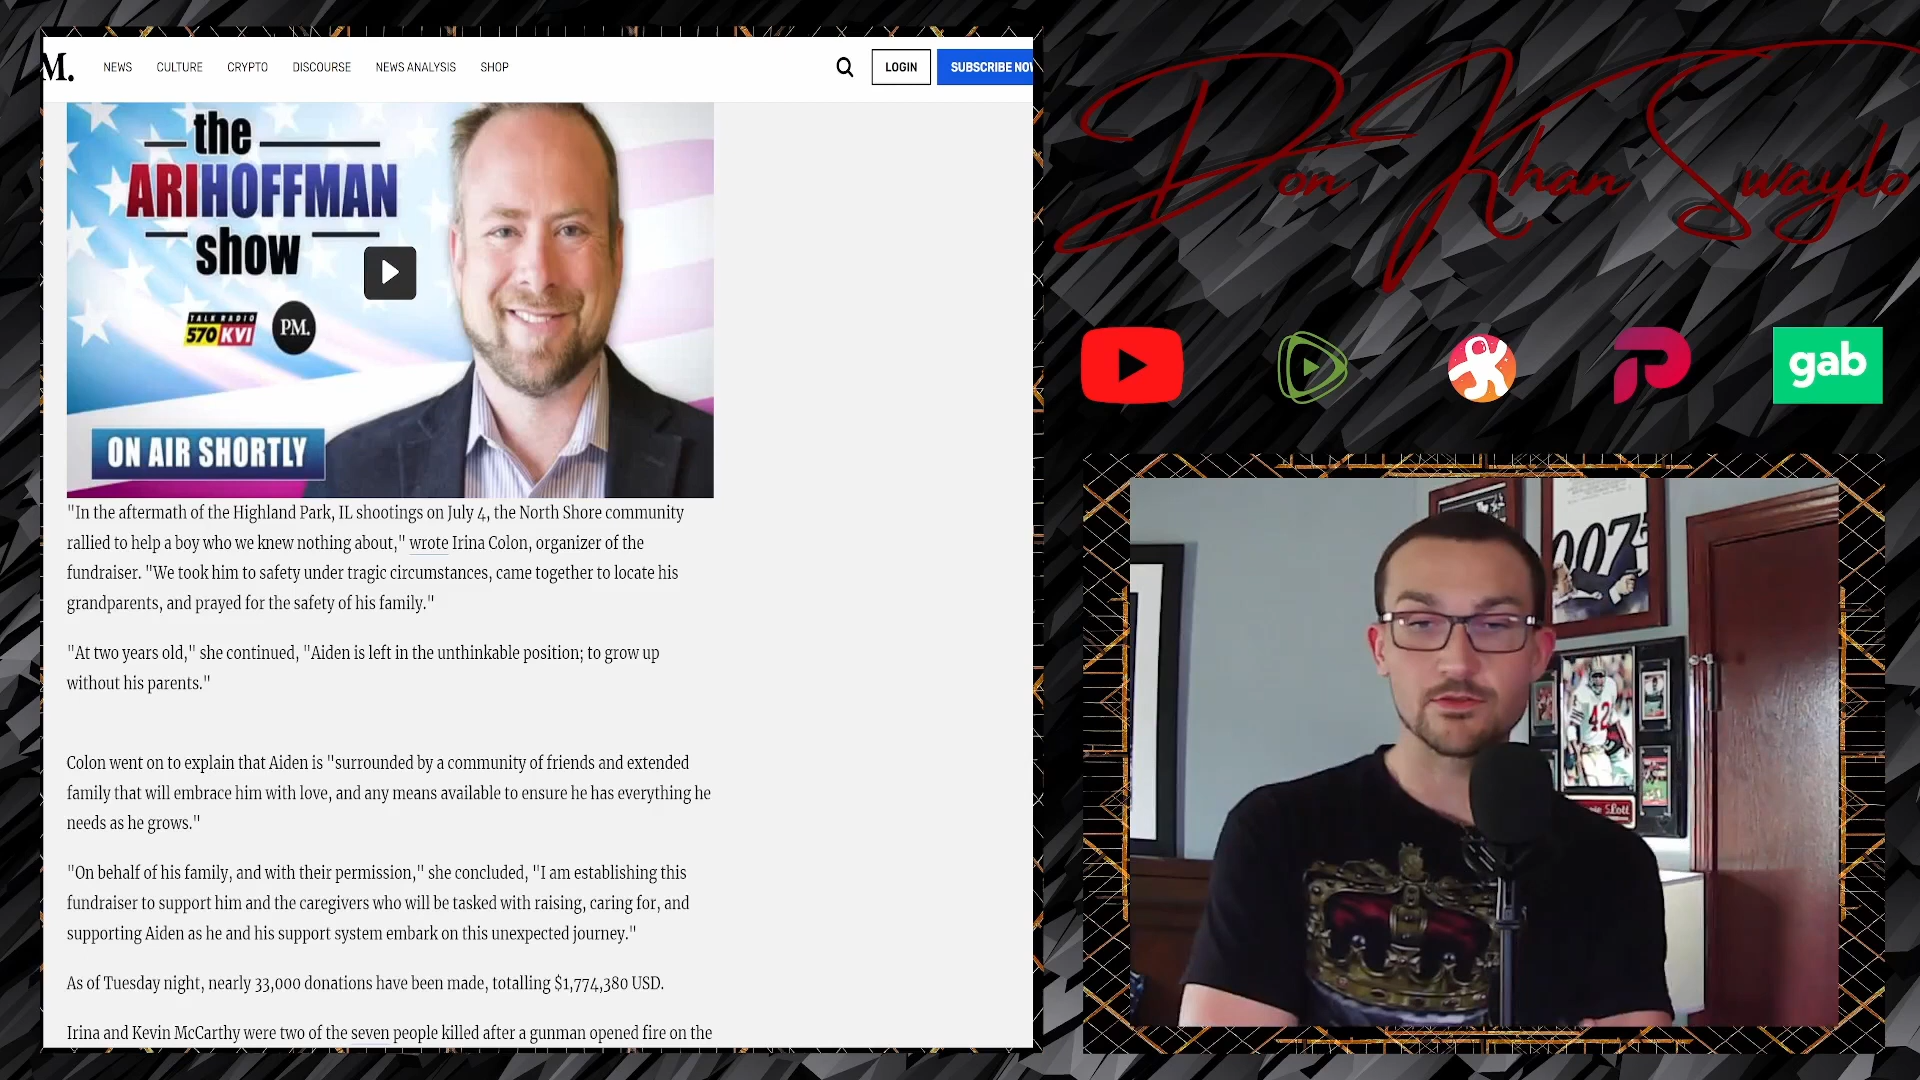 M.
NEWS CULTURE CRYPTO DISCOURSE NEWS ANALYSIS SHOP
LOGIN
SUBSCRIBE NOW
the
ARIHOFFMAN
show
TALK RADIO
570 KVI
PM.
ON AIR SHORTLY
"In the aftermath of the Highland Park, IL shootings on July 4, the North Shore community
rallied to help a boy who we knew nothing about," wrote Irina Colon, organizer of the
fundraiser. "We took him to safety under tragic circumstances, came together to locate his
grandparents, and prayed for the safety of his family."
"At two years old," she continued, "Aiden is left in the unthinkable position; to grow up
without his parents."
Colon went on to explain that Aiden is "surrounded by a community of friends and extended
family that will embrace him with love, and any means available to ensure he has everything he
needs as he grows."
"On behalf of his family, and with their permission," she concluded, "I am establishing this
fundraiser to support him and the caregivers who will be tasked with raising, caring for, and
supporting Aiden as he and his support system embark on this unexpected journey."
As of Tuesday night, nearly 33,000 donations have been made, totalling $1,774,380 USD.
Irina and Kevin McCarthy were two of the seven people killed after a gunman opened fire on the
Don Khan Swaylo
gab
007
42